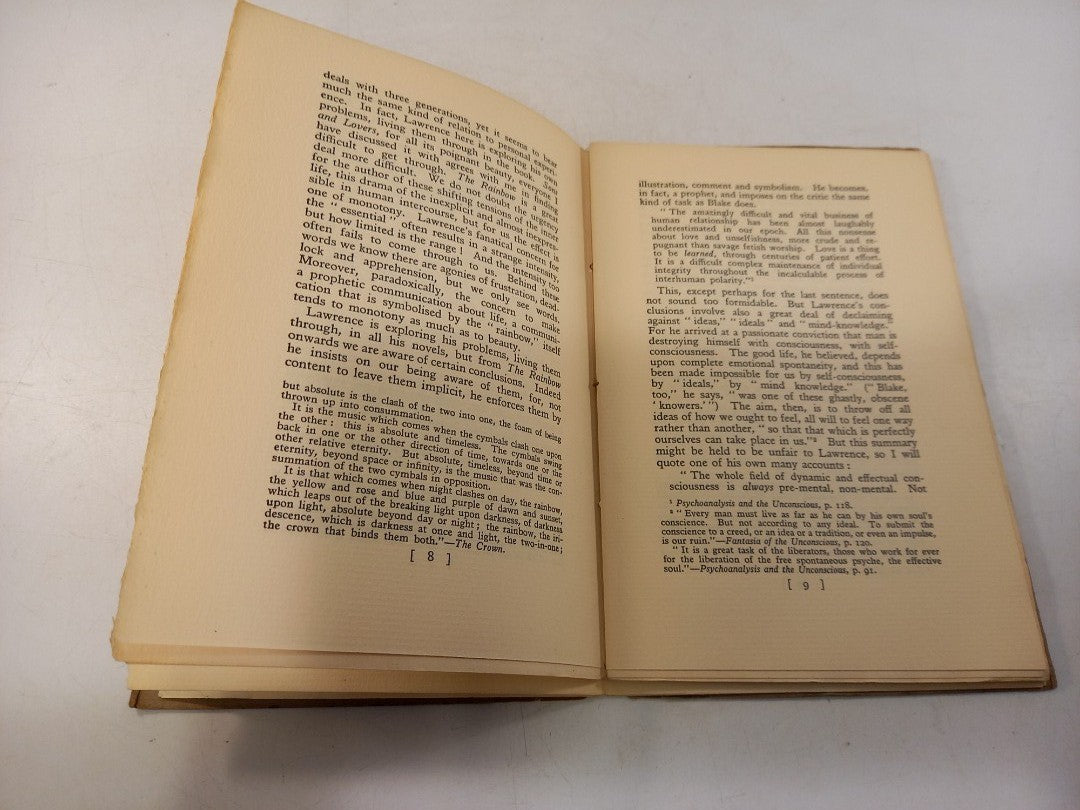 deals with three generations, yet it seems to bear
much the same kind of relation to personal experi-
ence. In fact, Lawrence here is exploring his own
problems, living them through in the book. Sons
and Lovers, for all its poignant beauty, everyone I
have discussed it with agrees with me in finding
difficult to get through. The Rainbow is a great
deal more difficult. We do not doubt the urgency
for the author of these shifting tensions of the inner
life, this drama of the inexplicit and almost inexpres-
sible in human intercourse, but for us the effect is
one of monotony. Lawrence's fanatical concern for
the "essential" often results in a strange intensity,
but how limited is the range! And the intensity too
often fails to come through to us. Behind these
words we know there are agonies of frustration, dead-
lock and apprehension, but we only see words.
Moreover, paradoxically, the concern to make
a prophetic communication about life, a communi-
cation that is symbolised by the "rainbow," itself
tends to monotony as much as to beauty.
Lawrence is exploring his problems, living them
through, in all his novels, but from The Rainbow
onwards we are aware of certain conclusions. Indeed
he insists on our being aware of them, for, not
content to leave them implicit, he enforces them by
but absolute is the clash of the two into one, the foam of being
thrown up into consummation.
It is the music which comes when the cymbals clash one upon
the other: this is absolute and timeless. The cymbals swing
back in one or the other direction of time, towards one or the
other relative eternity. But absolute, timeless, beyond time or
eternity, beyond space or infinity, is the music that was the con-
summation of the two cymbals in opposition.
It is that which comes when night clashes on day, the rainbow,
the yellow and rose and blue and purple of dawn and sunset,
which leaps out of the breaking light upon darkness, of darkness
upon light, absolute beyond day or night; the rainbow, the iri-
descence, which is darkness at once and light, the two-in-one;
the crown that binds them both."—The Crown.
[ 8 ]
illustration, comment and symbolism. He becomes,
in fact, a prophet, and imposes on the critic the same
kind of task as Blake does.
"The amazingly difficult and vital business of
human relationship has been almost laughably
underestimated in our epoch. All this nonsense
about love and unselfishness, more crude and re-
pugnant than savage fetish worship. Love is a thing
to be learned, through centuries of patient effort.
It is a difficult complex maintenance of individual
integrity throughout the incalculable process of
interhuman polarity."¹
This, except perhaps for the last sentence, does
not sound too formidable. But Lawrence's con-
clusions involve also a great deal of declaiming
against "ideas," "ideals" and "mind-knowledge."
For he arrived at a passionate conviction that man is
destroying himself with consciousness, with self-
consciousness. The good life, he believed, depends
upon complete emotional spontaneity, and this has
been made impossible for us by self-consciousness,
by "ideals," by "mind knowledge." ("Blake,
too," he says, "was one of these ghastly, obscene
'knowers.'") The aim, then, is to throw off all
ideas of how we ought to feel, all will to feel one way
rather than another, "so that that which is perfectly
ourselves can take place in us."² But this summary
might be held to be unfair to Lawrence, so I will
quote one of his own many accounts:
"The whole field of dynamic and effectual con-
sciousness is always pre-mental, non-mental. Not
¹ Psychoanalysis and the Unconscious, p. 118.
² "Every man must live as far as he can by his own soul's
conscience. But not according to any ideal. To submit the
conscience to a creed, or an idea or a tradition, or even an impulse,
is our ruin."—Fantasia of the Unconscious, p. 120.
"It is a great task of the liberators, those who work for ever
for the liberation of the free spontaneous psyche, the effective
soul."—Psychoanalysis and the Unconscious, p. 91.
[ 9 ]